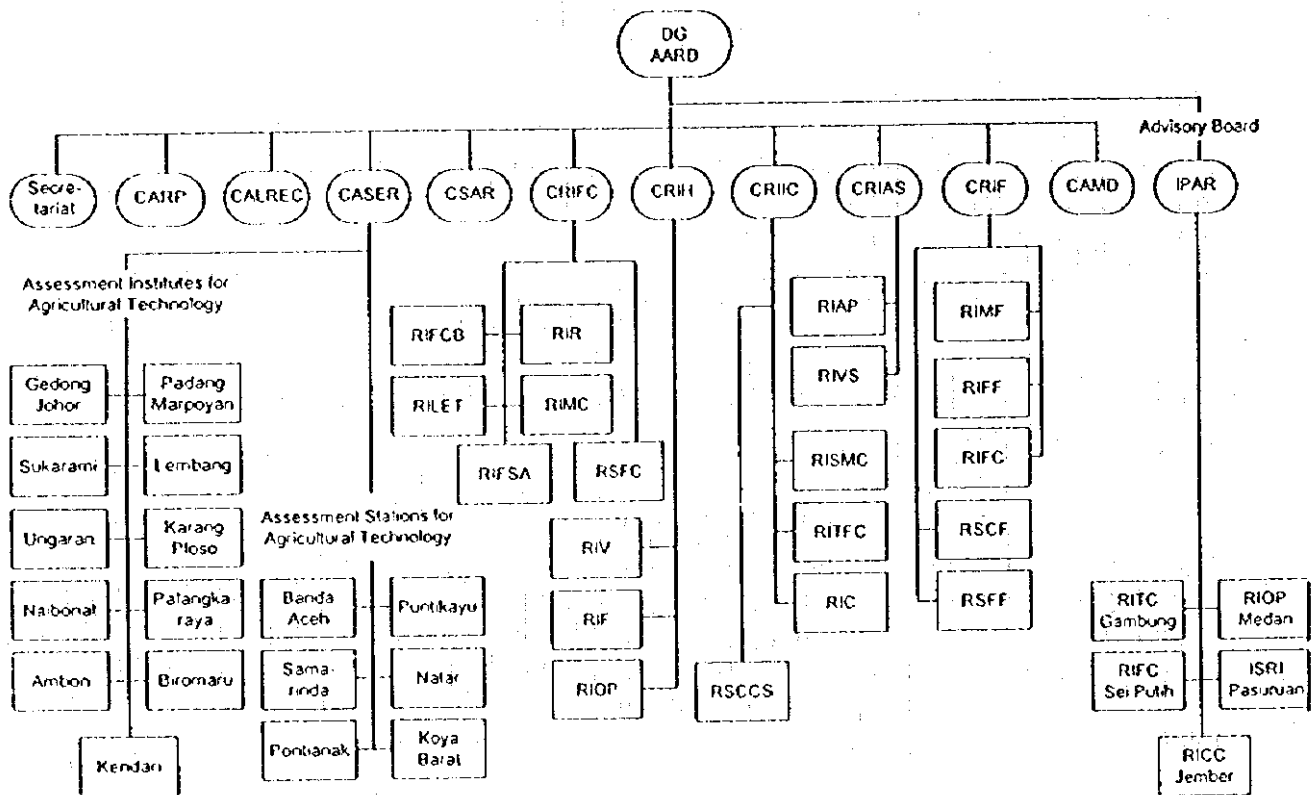 DG
AARD
Advisory Board
Secre-
tariat
CARP
CALREC
CASER
CSAR
CRIFC
CRIH
CRIIC
CRIAS
CRIF
CAMD
IPAR
Assessment Institutes for
Agricultural Technology
Gedong
Johor
Padang
Marpoyan
Sukarami
Lembang
Ungaran
Karang
Ploso
Naibonat
Palangka-
raya
Ambon
Biromaru
Kendari
Assessment Stations for
Agricultural Technology
Banda
Aceh
Puntikayu
Sama-
rinda
Natar
Pontianak
Koya
Barat
RIFCB
RIR
RILET
RIMC
RIFSA
RSFC
RIV
RIF
RIOP
RSCCS
RIAP
RIVS
RISMC
RITFC
RIC
RIMF
RIFF
RIFC
RSCF
RSFF
RITC
Gambung
RIOP
Medan
RIFC
Sei Putih
ISRI
Pasuruan
RICC
Jember